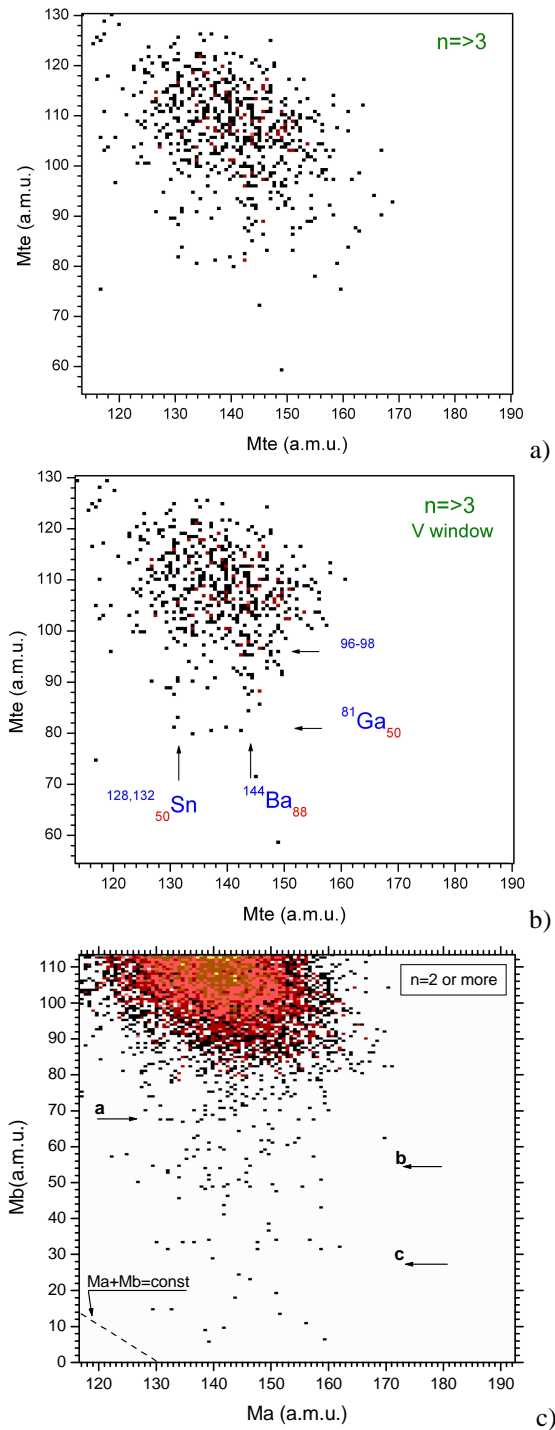 130
120
110
100
90
80
70
60
Mte (a.m.u.)
n=>3
120 130 140 150 160 170 180 190
Mte (a.m.u.)
a)
130
120
110
100
90
80
70
60
Mte (a.m.u.)
n=>3
V window
96-98
81Ga50
128,132 50Sn
144Ba88
120 130 140 150 160 170 180 190
Mte (a.m.u.)
b)
110
100
90
80
70
60
50
40
30
20
10
0
Mb(a.m.u.)
n=2 or more
a
b
c
Ma+Mb=const
120 130 140 150 160 170 180 190
Ma (a.m.u.)
c)